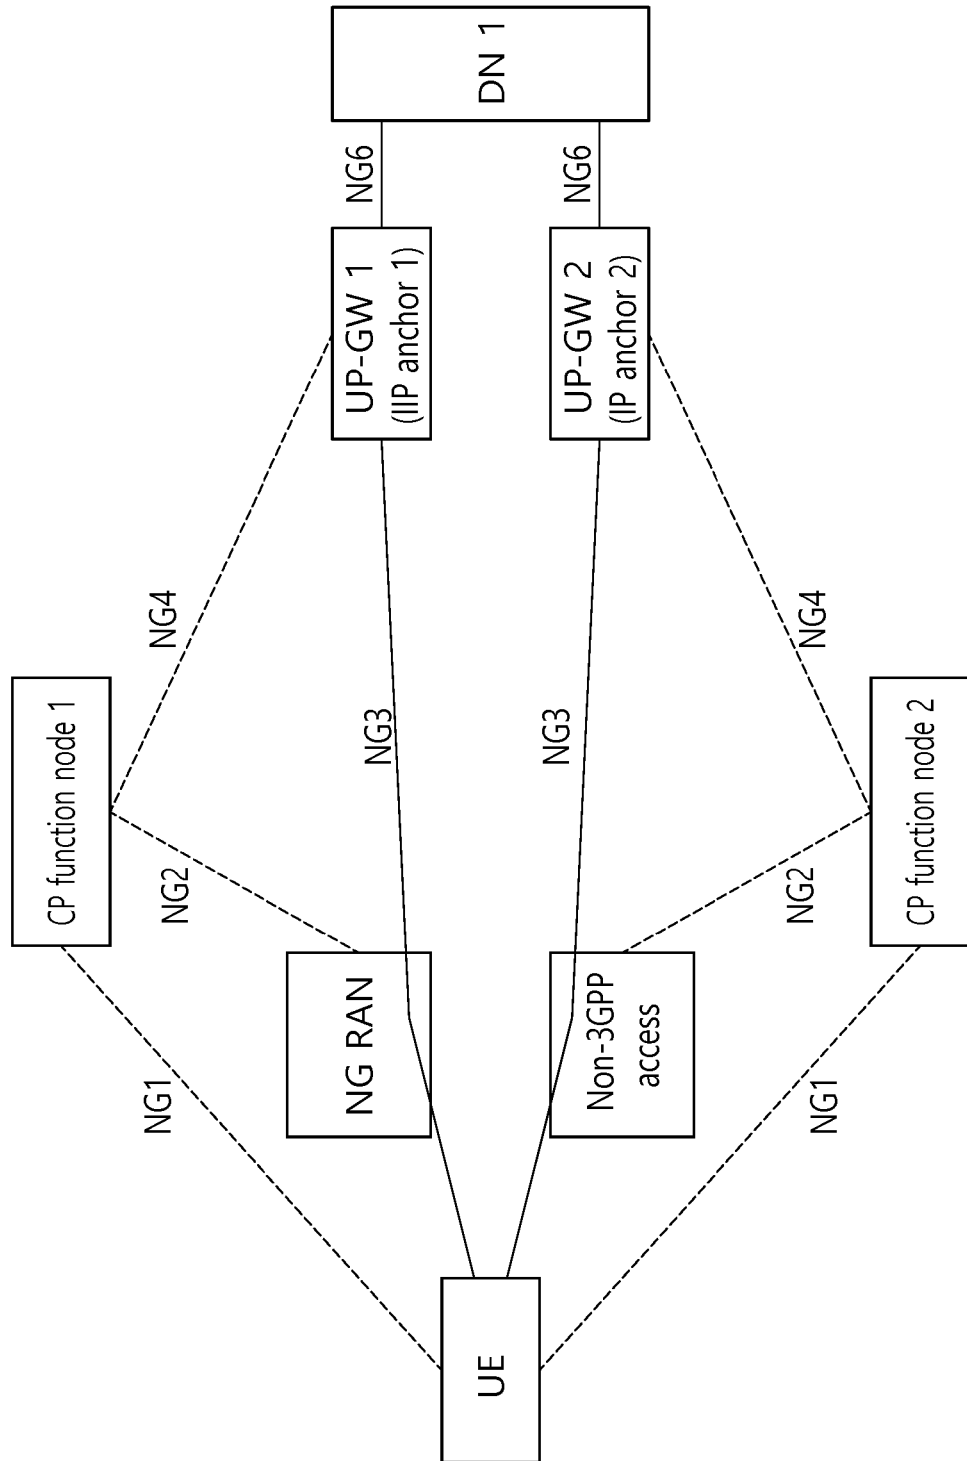 CP function node 1
NG1
NG2
NG4
NG RAN
NG3
UP-GW 1
(IIP anchor 1)
NG6
UE
DN 1
Non-3GPP
access
NG3
UP-GW 2
(IP anchor 2)
NG6
NG1
NG2
NG4
CP function node 2